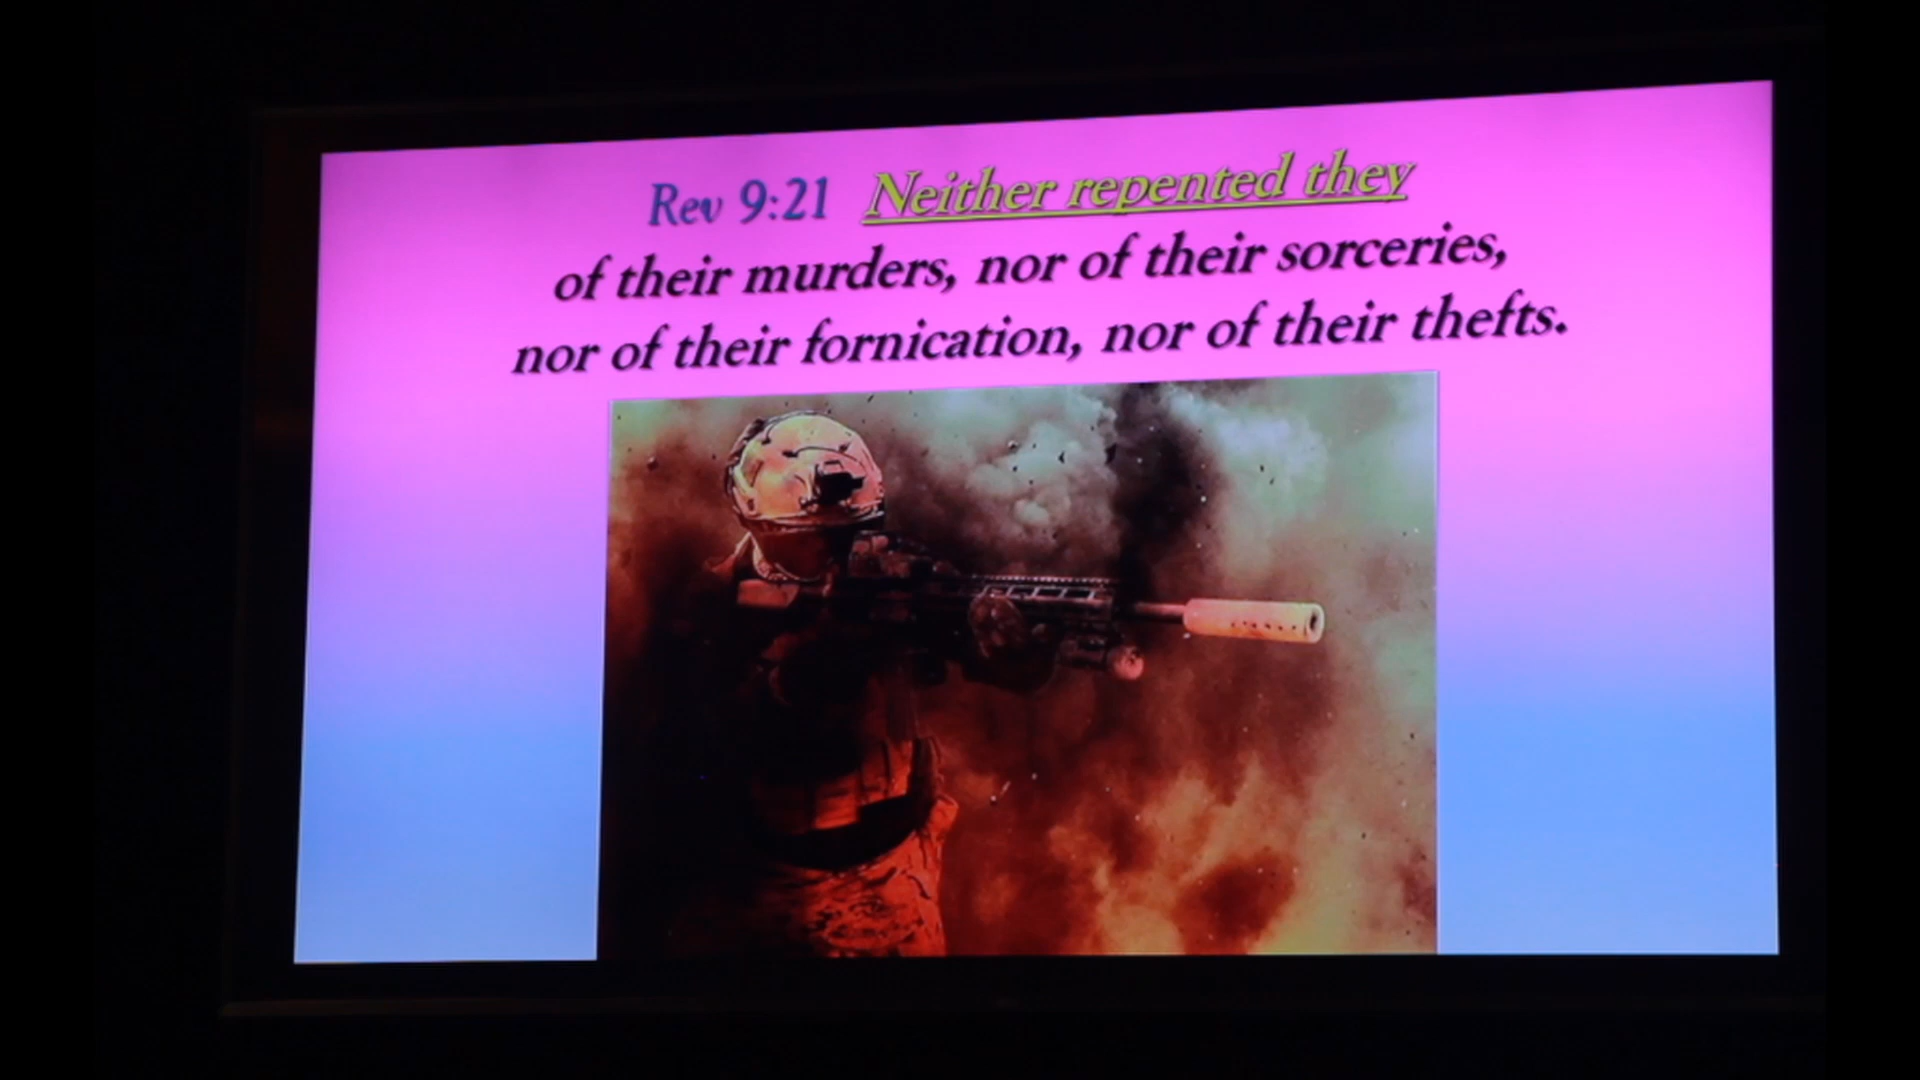 Rev 9:21 Neither repented they
of their murders, nor of their sorceries,
nor of their fornication, nor of their thefts.